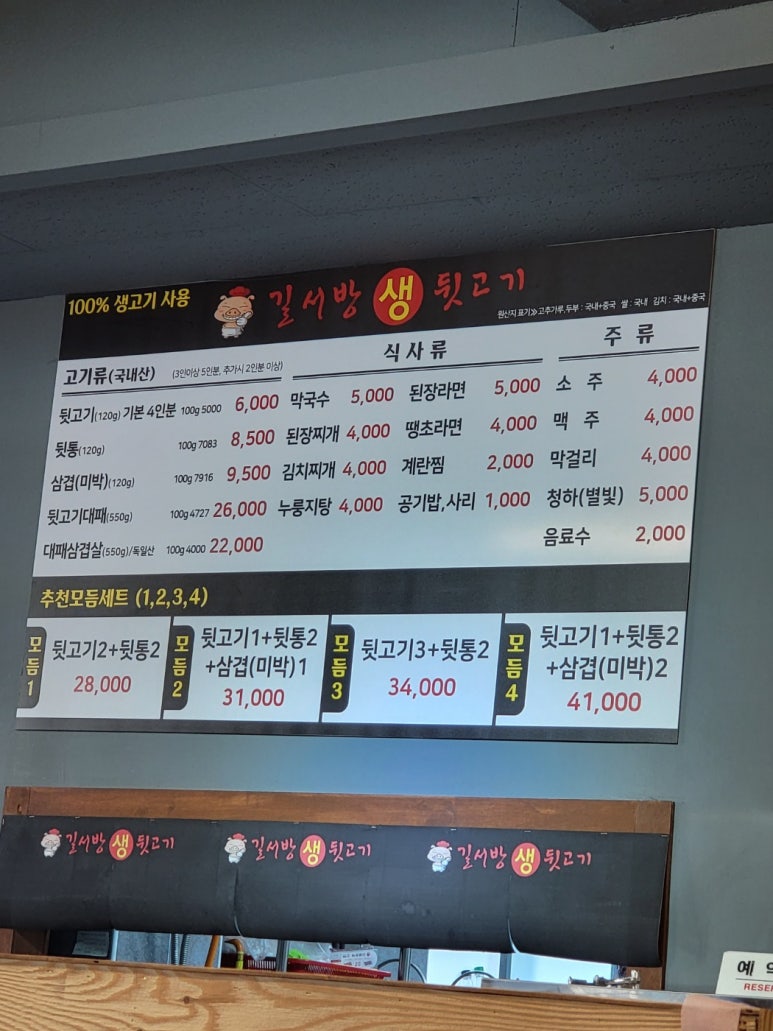 100% 생고기 사용
길서방 생 뒷고기
원산지 표기≫고추가루,두부 : 국내+중국 쌀 : 국내 김치 : 국내+중국
고기류(국내산) (3인이상 5인분, 추가시 2인분 이상)
뒷고기(120g) 기본 4인분 100g 5000 6,000
뒷통(120g) 100g 7083 8,500
삼겹(미박)(120g) 100g 7916 9,500
뒷고기대패(550g) 100g 4727 26,000
대패삼겹살(550g)/독일산 100g 4000 22,000
식사류
막국수 5,000 된장라면 5,000
된장찌개 4,000 땡초라면 4,000
김치찌개 4,000 계란찜 2,000
누룽지탕 4,000 공기밥,사리 1,000
주 류
소 주 4,000
맥 주 4,000
막걸리 4,000
청하(별빛) 5,000
음료수 2,000
추천모듬세트 (1,2,3,4)
모듬1
뒷고기2+뒷통2
28,000
모듬2
뒷고기1+뒷통2
+삼겹(미박)1
31,000
모듬3
뒷고기3+뒷통2
34,000
모듬4
뒷고기1+뒷통2
+삼겹(미박)2
41,000
길서방 생 뒷고기 길서방 생 뒷고기 길서방 생 뒷고기
예
RESE